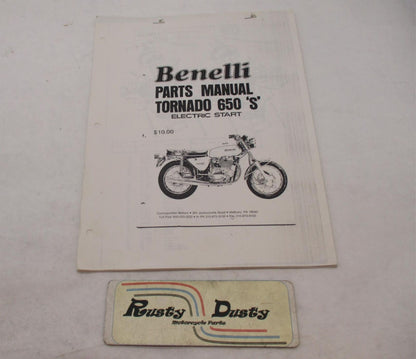 Benelli
PARTS MANUAL
TORNADO 650 'S'
ELECTRIC START
$10.00
Rusty Dusty
Motorcycle Parts